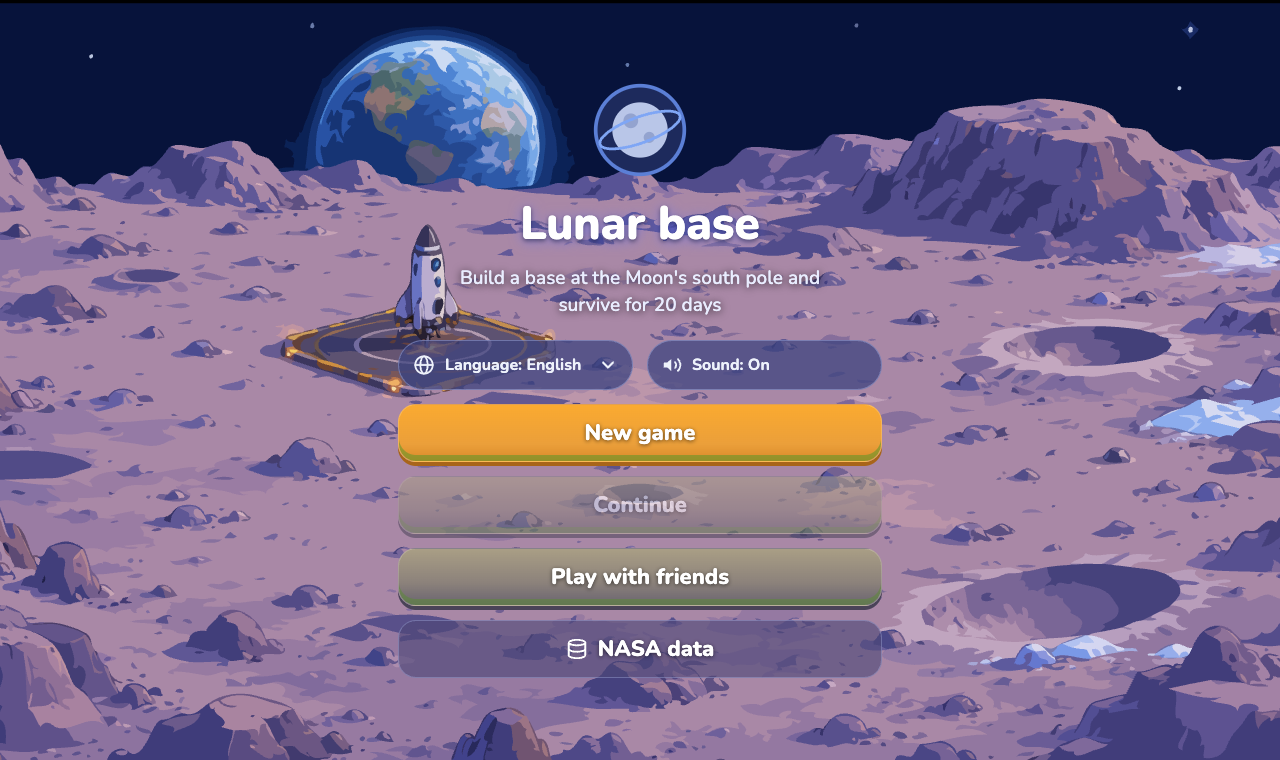 Lunar base
Build a base at the Moon's south pole and
survive for 20 days
Language: English
Sound: On
New game
Continue
Play with friends
NASA data